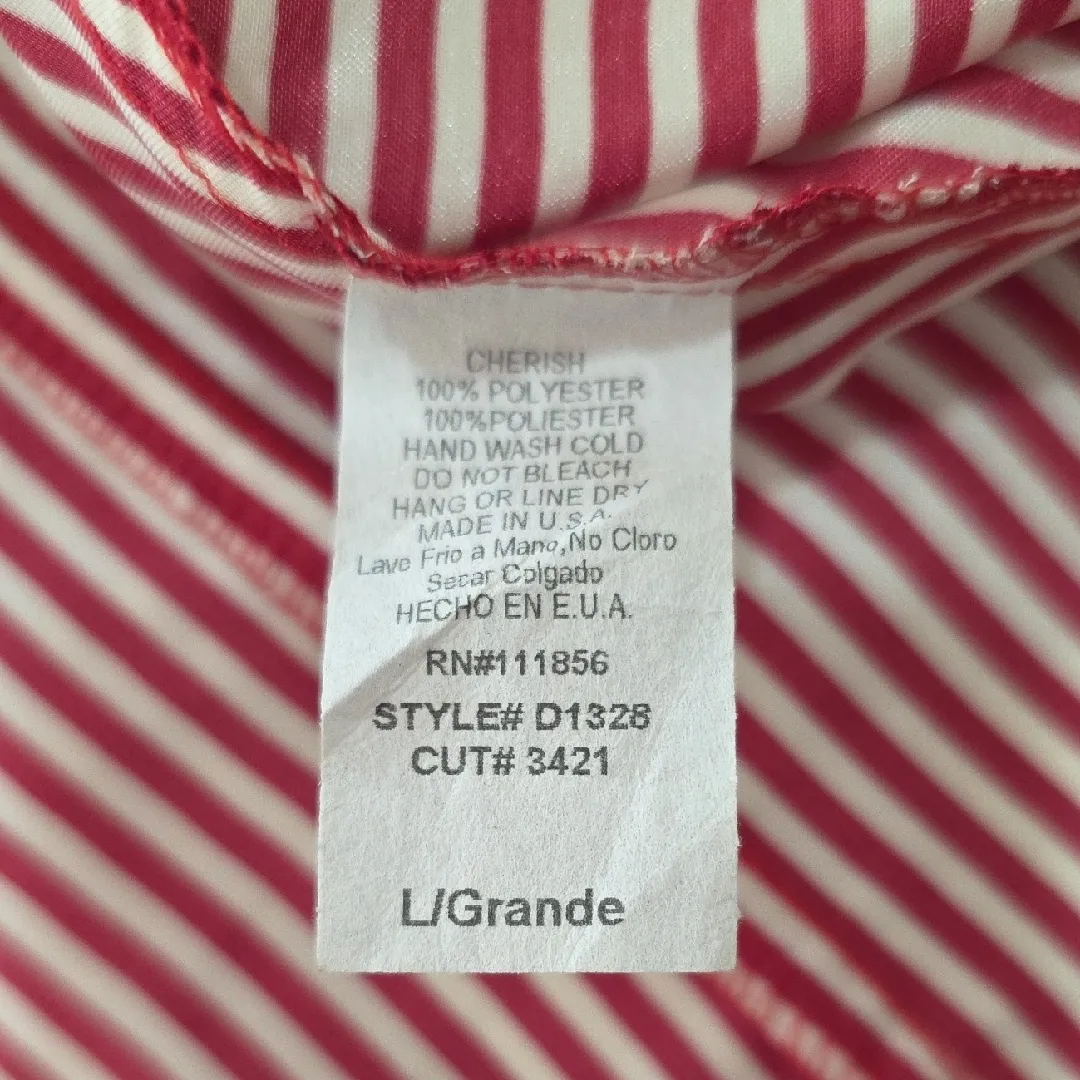 CHERISH
100% POLYESTER
100%POLIESTER
HAND WASH COLD
DO NOT BLEACH
HANG OR LINE DRY
MADE IN U.S.A.
Lave Frio a Mano,No Cloro
Secar Colgado
HECHO EN E.U.A.
RN#111856
STYLE# D1328
CUT# 3421
L/Grande